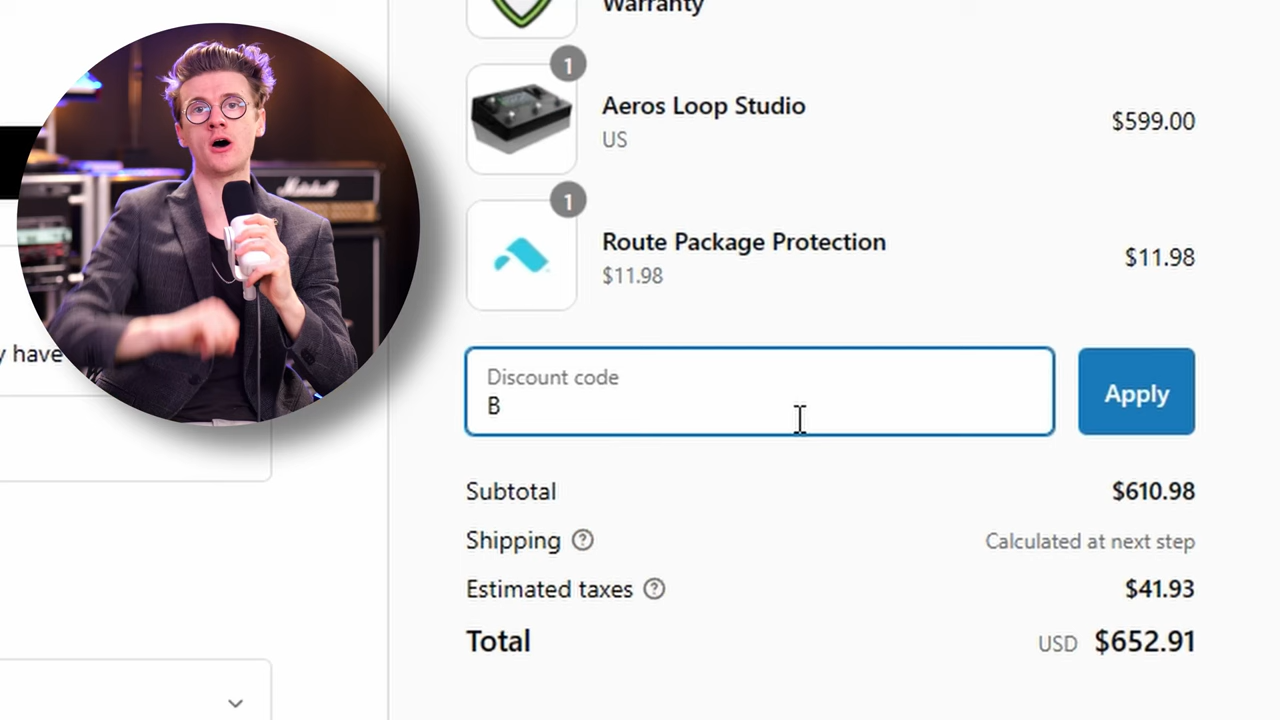 Warranty
1
Aeros Loop Studio
US
$599.00
1
Route Package Protection
$11.98
$11.98
y have
Marshall
Discount code
B
Apply
Subtotal
$610.98
Shipping ?
Calculated at next step
Estimated taxes ?
$41.93
Total
USD $652.91